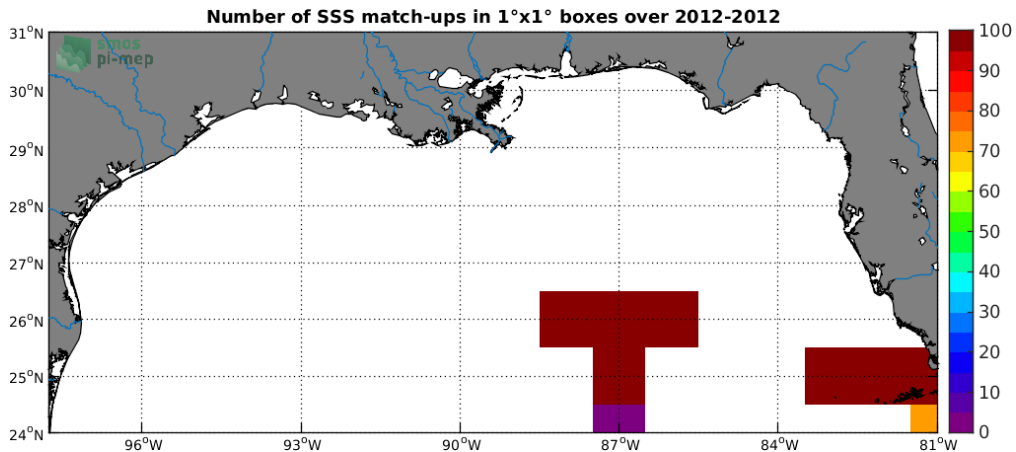 Number of SSS match-ups in 1°x1° boxes over 2012-2012
smos
pi-mep
31°N
30°N
29°N
28°N
27°N
26°N
25°N
24°N
96°W 93°W 90°W 87°W 84°W 81°W
100
90
80
70
60
50
40
30
20
10
0